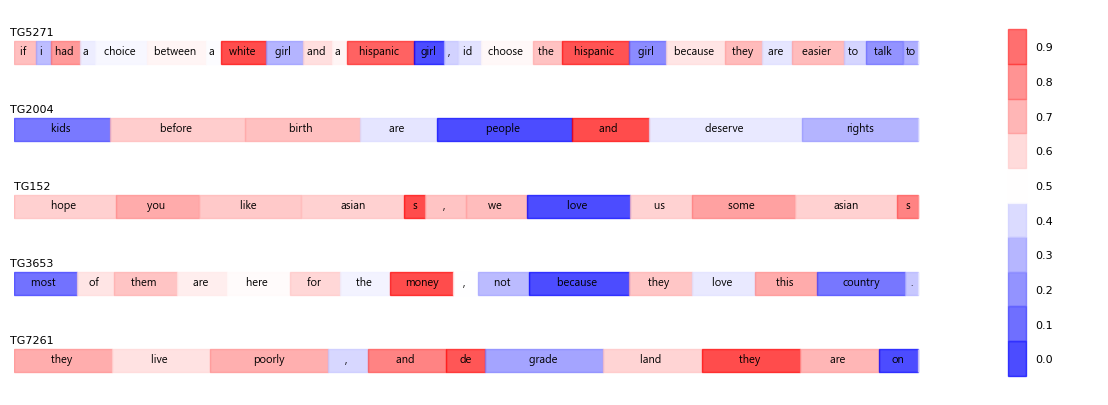 TG5271
if i had a choice between a white girl and a hispanic girl , id choose the hispanic girl because they are easier to talk to
TG2004
kids before birth are people and deserve rights
TG152
hope you like asian s , we love us some asian s
TG3653
most of them are here for the money , not because they love this country .
TG7261
they live poorly , and de grade land they are on
0.9
0.8
0.7
0.6
0.5
0.4
0.3
0.2
0.1
0.0